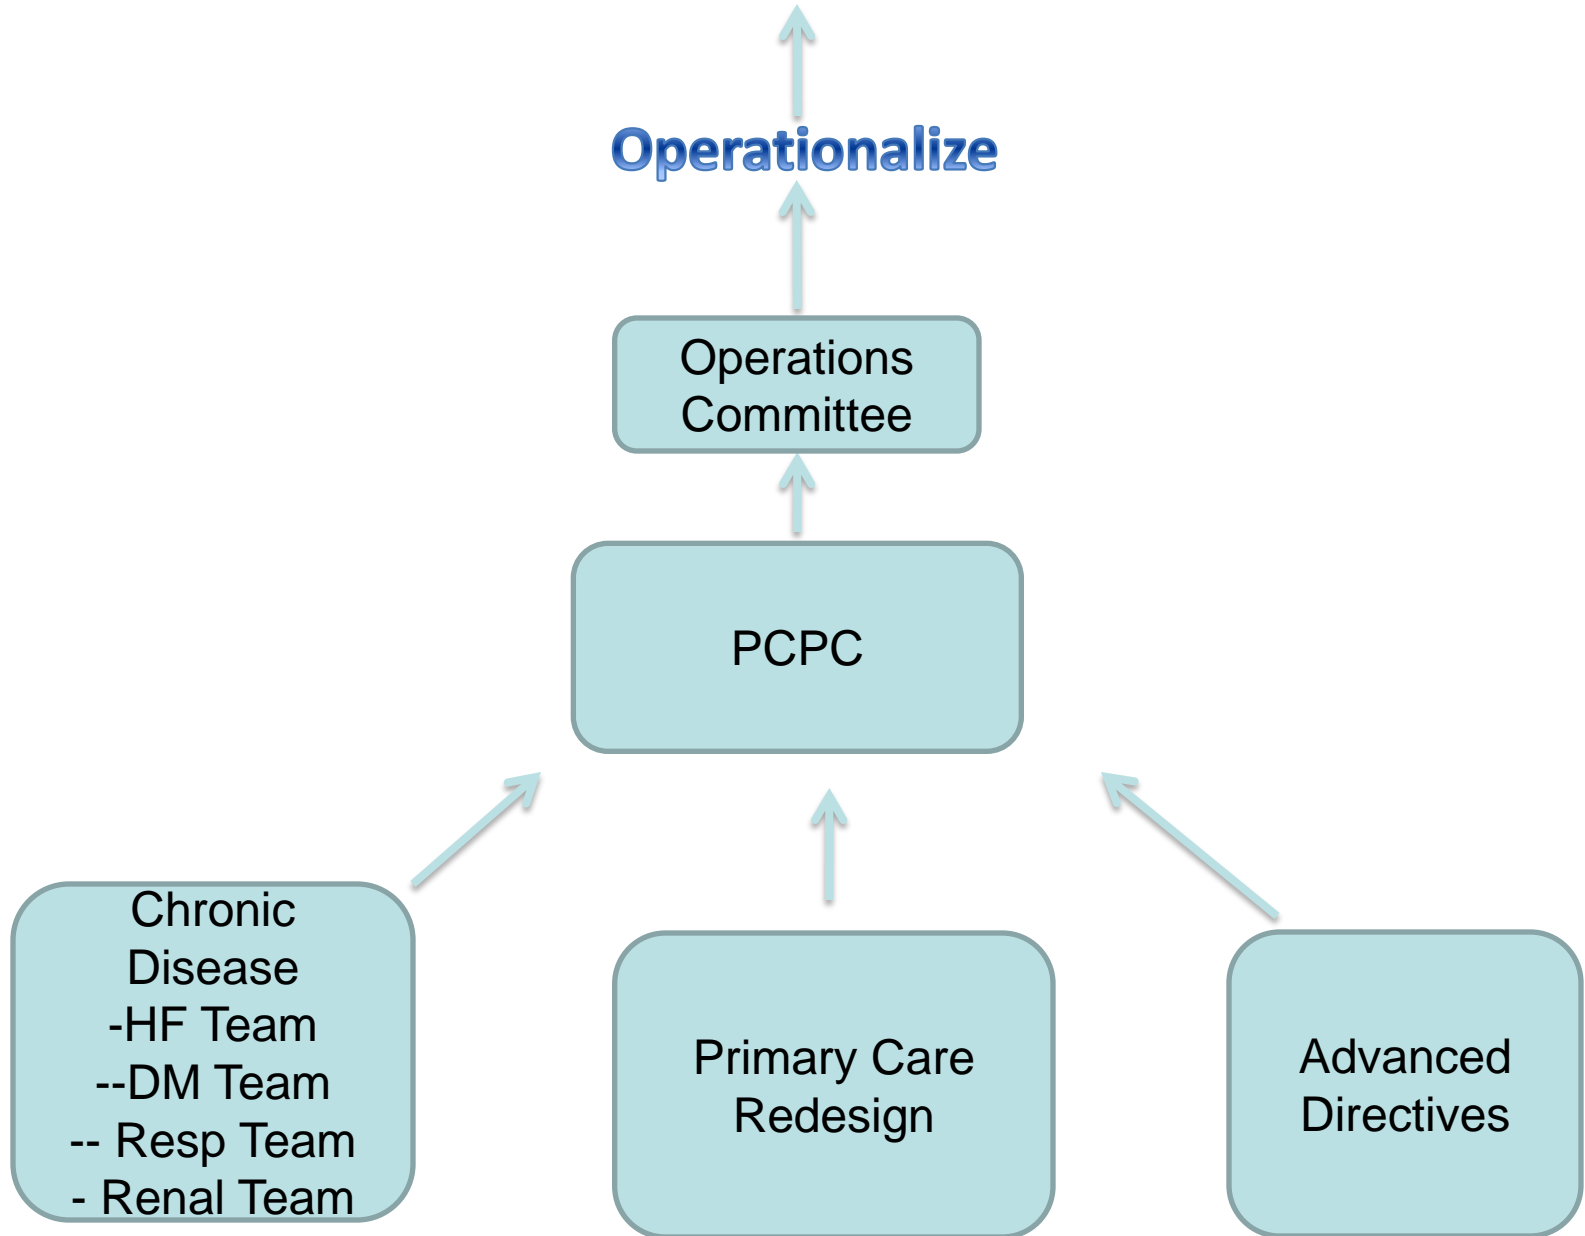 Operationalize
Operations
Committee
PCPC
Chronic
Disease
-HF Team
--DM Team
-- Resp Team
- Renal Team
Primary Care
Redesign
Advanced
Directives